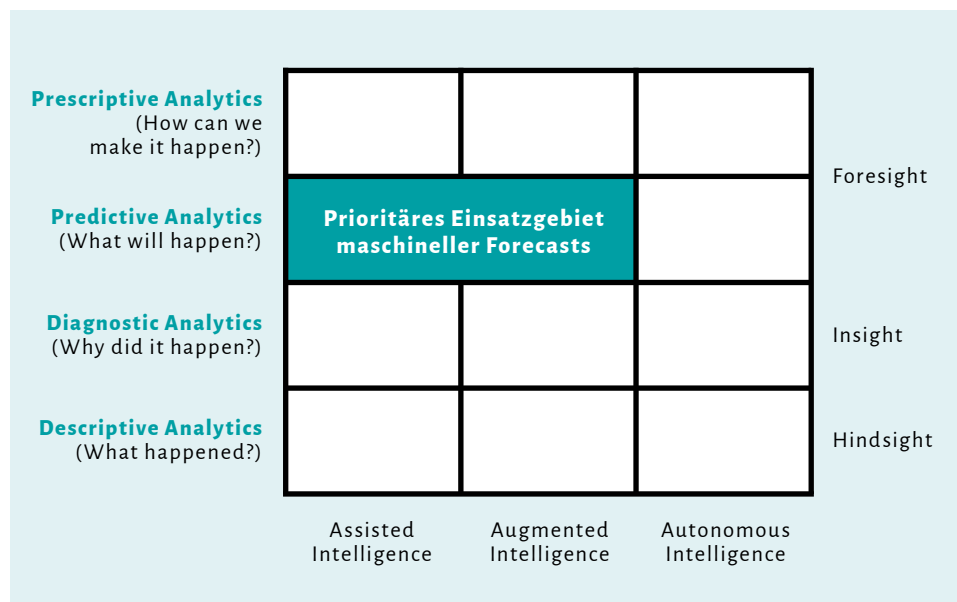 Prescriptive Analytics
(How can we
make it happen?)
Foresight
Predictive Analytics
(What will happen?)
Prioritäres Einsatzgebiet
maschineller Forecasts
Diagnostic Analytics
(Why did it happen?)
Insight
Descriptive Analytics
(What happened?)
Hindsight
Assisted
Intelligence
Augmented
Intelligence
Autonomous
Intelligence